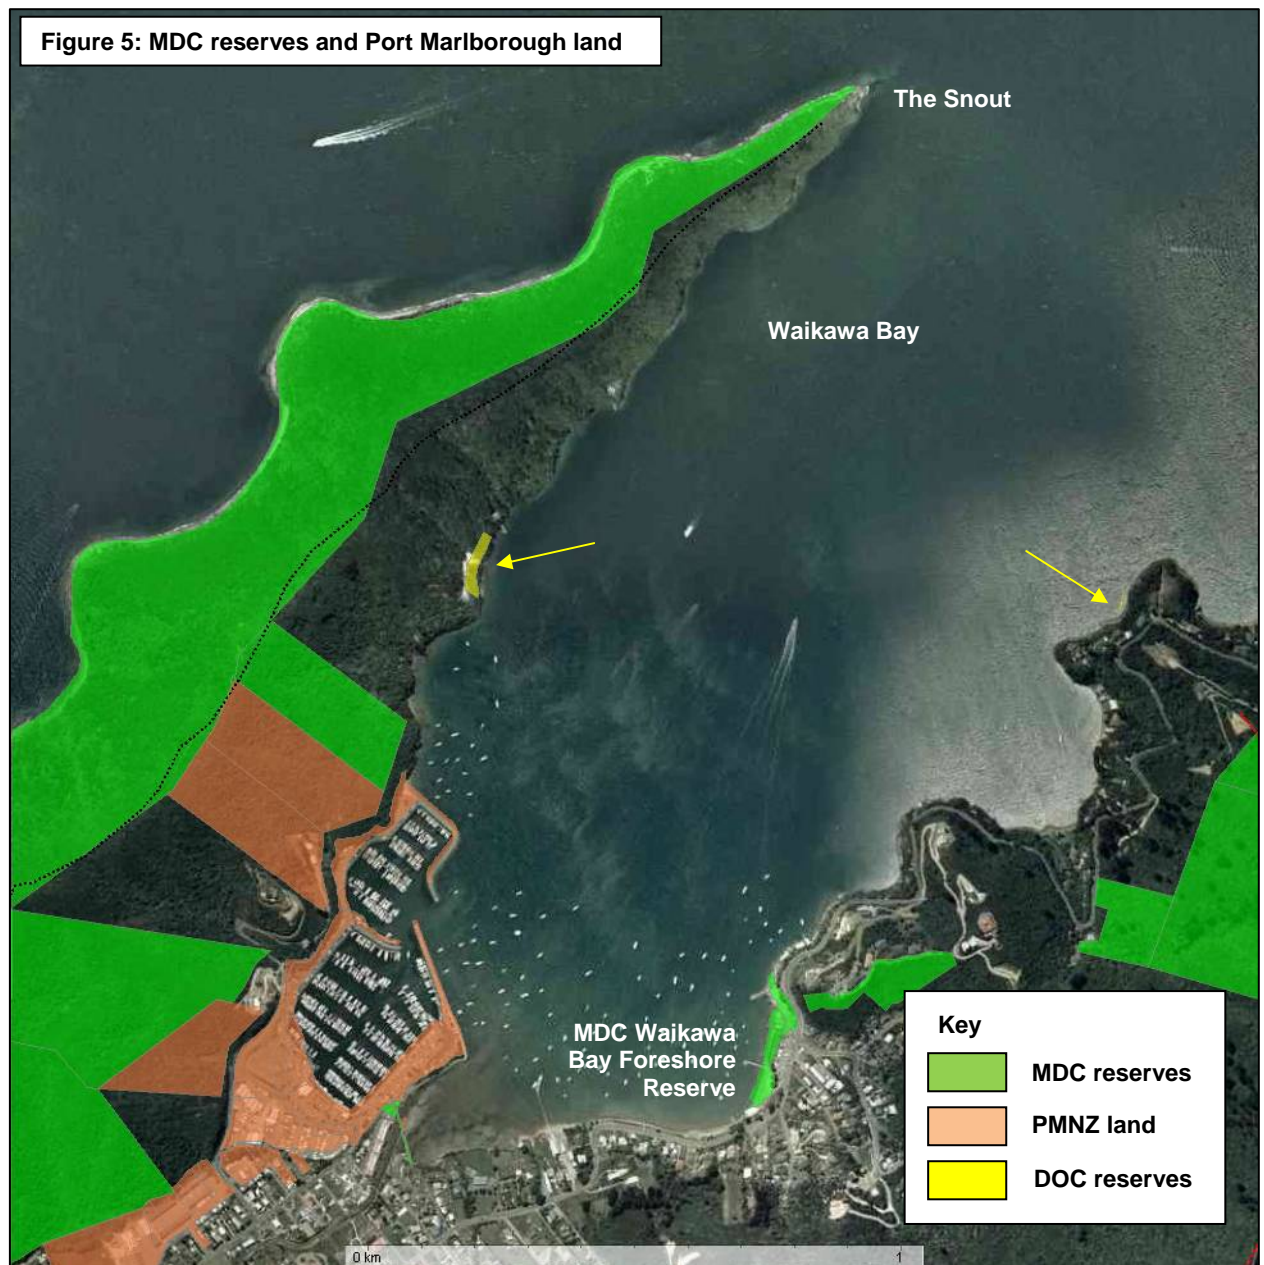 Figure 5: MDC reserves and Port Marlborough land
The Snout
Waikawa Bay
MDC Waikawa
Bay Foreshore
Reserve
Key
MDC reserves
PMNZ land
DOC reserves
0 km
1